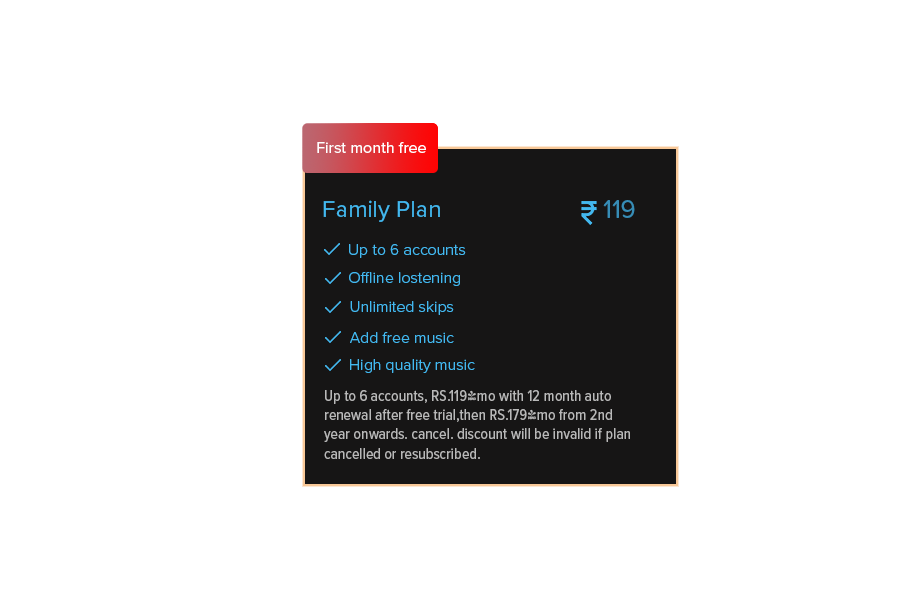 First month free
Family Plan ₹ 119
Up to 6 accounts
Offline lostening
Unlimited skips
Add free music
High quality music
Up to 6 accounts, RS.119 mo with 12 month auto
renewal after free trial,then RS.179 mo from 2nd
year onwards. cancel. discount will be invalid if plan
cancelled or resubscribed.